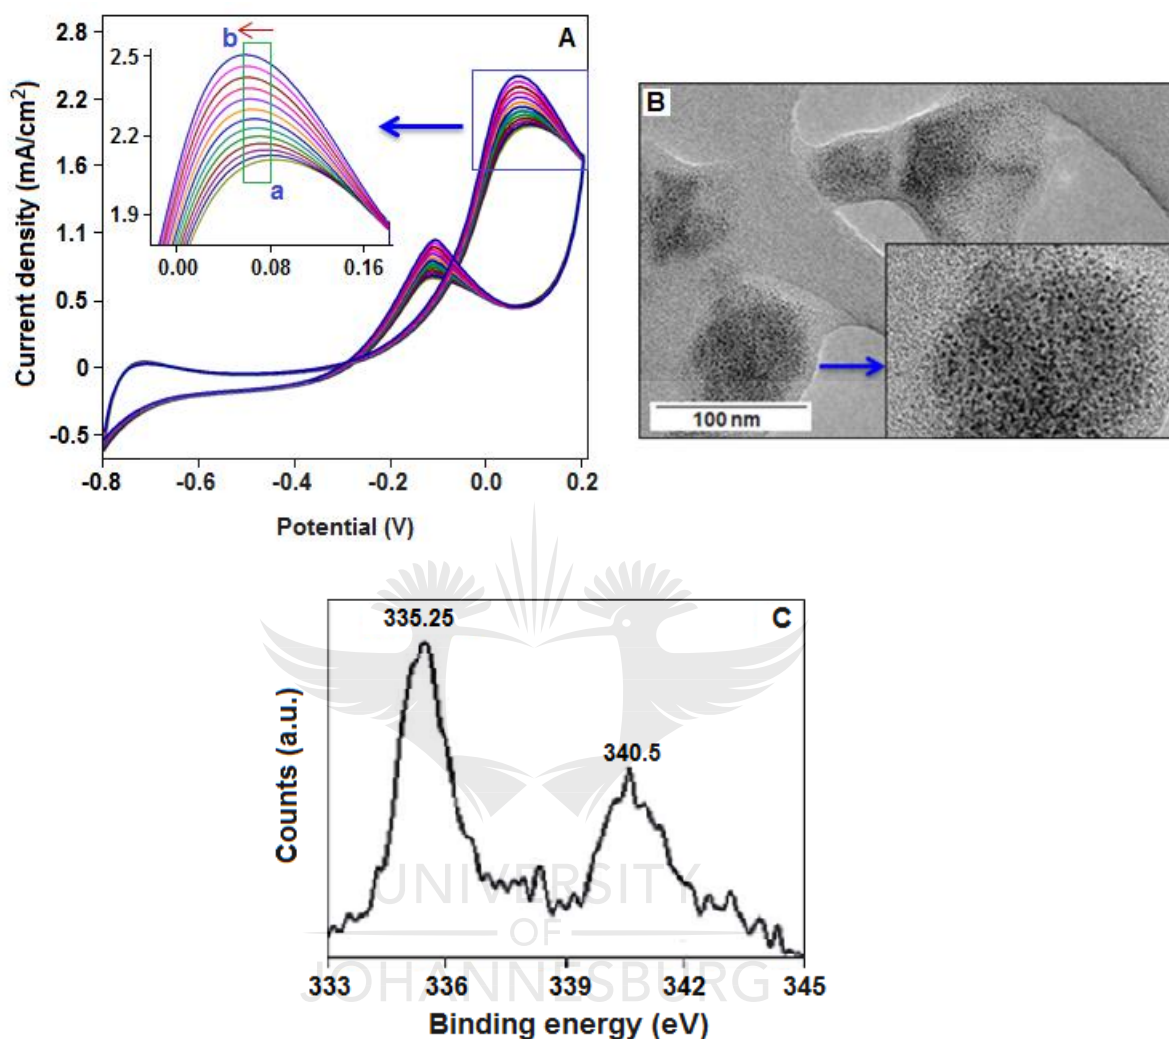 A
2.8
2.2
1.6
1.1
0.5
0
-0.5
Current density (mA/cm²)
-0.8 -0.6 -0.4 -0.2 0.0 0.2
Potential (V)
b
a
2.5
2.2
1.9
0.00 0.08 0.16
B
100 nm
C
335.25
340.5
Counts (a.u.)
333 336 339 342 345
Binding energy (eV)
UNIVERSITY
OF
JOHANNESBURG